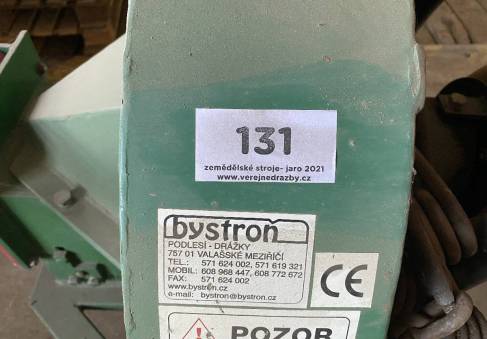 131
zemědělské stroje- jaro 2021
www.verejnedrazby.cz
bystroň
PODLESÍ - DRÁŽKY
757 01 VALAŠSKÉ MEZIŘÍČÍ
TEL.: 571 624 002, 571 619 321
MOBIL: 608 968 447, 608 772 672
FAX: 571 624 002
www.bystron.cz
e-mail: bystron@bystron.cz
CE
POZOR